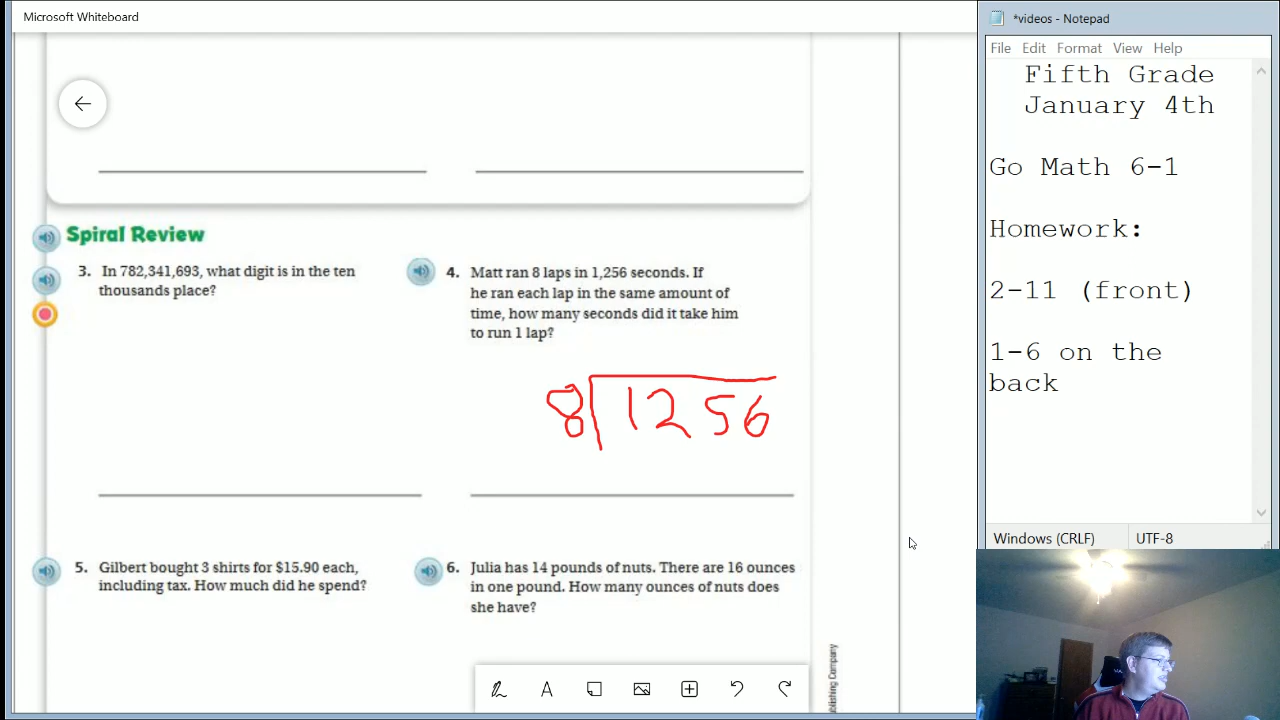 Microsoft Whiteboard
Spiral Review
3. In 782,341,693, what digit is in the ten
thousands place?
4. Matt ran 8 laps in 1,256 seconds. If
he ran each lap in the same amount of
time, how many seconds did it take him
to run 1 lap?
8 1256
5. Gilbert bought 3 shirts for $15.90 each,
including tax. How much did he spend?
6. Julia has 14 pounds of nuts. There are 16 ounces
in one pound. How many ounces of nuts does
she have?
ublishing Company
A
*videos - Notepad
File Edit Format View Help
Fifth Grade
January 4th
Go Math 6-1
Homework:
2-11 (front)
1-6 on the
back
Windows (CRLF) UTF-8